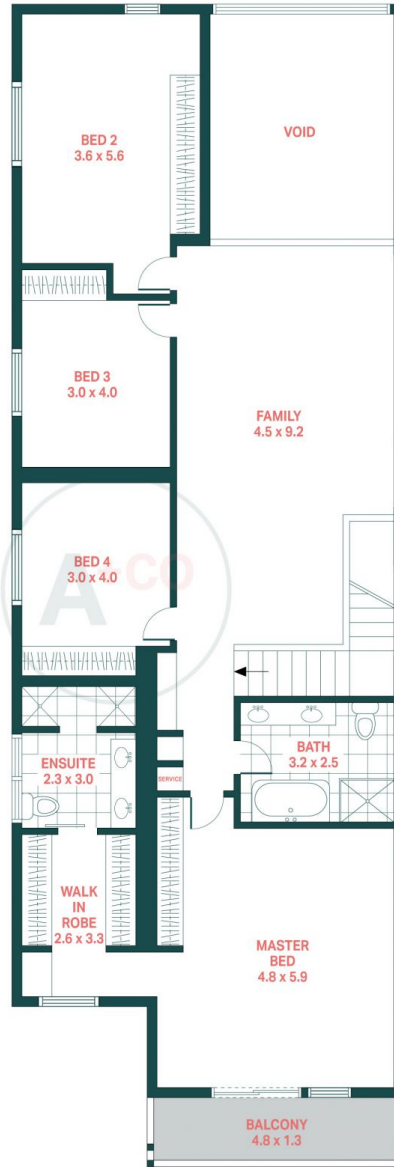 BED 2
3.6 x 5.6
VOID
BED 3
3.0 x 4.0
FAMILY
4.5 x 9.2
BED 4
3.0 x 4.0
A+CO
ENSUITE
2.3 x 3.0
SERVICE
BATH
3.2 x 2.5
WALK
IN
ROBE
2.6 x 3.3
MASTER
BED
4.8 x 5.9
BALCONY
4.8 x 1.3